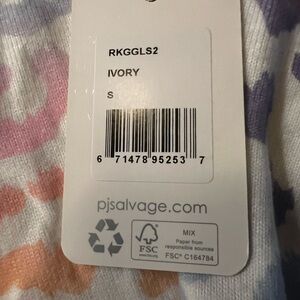 RKGGLS2
IVORY
S
6 71478 95253 7
pjsalvage.com
FSC
MIX
Paper from
responsible sources
FSC® C164784